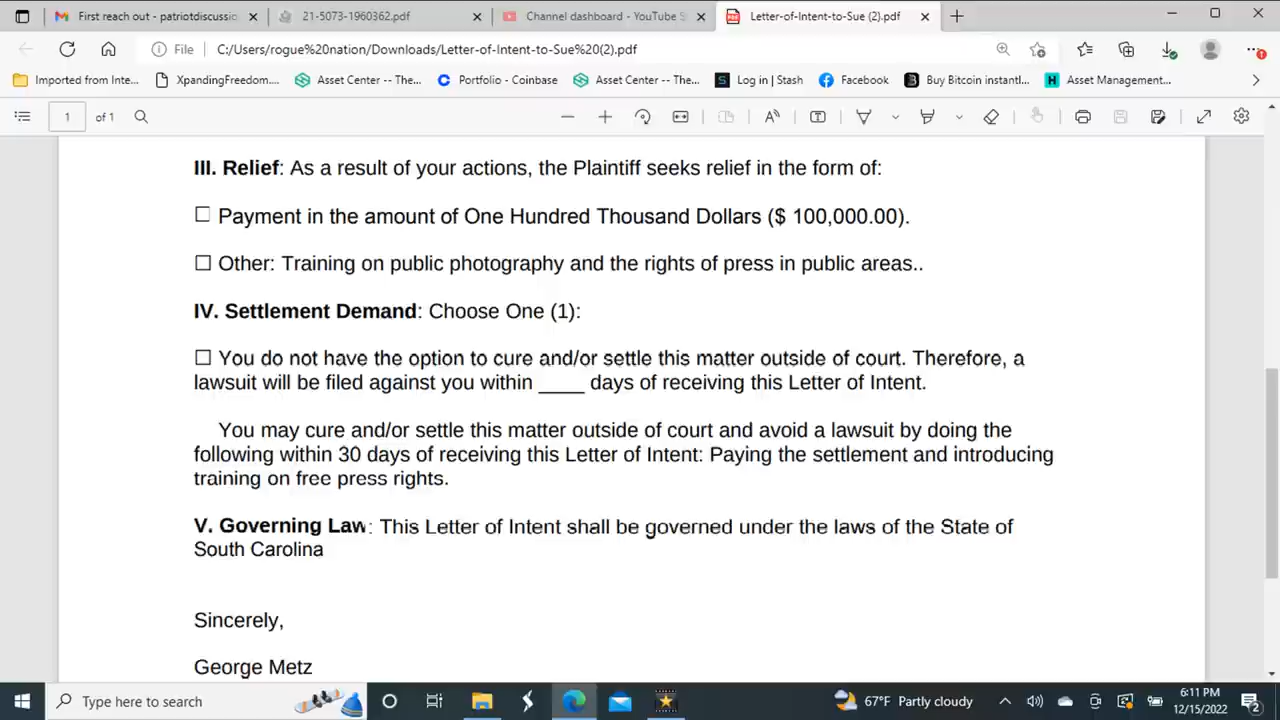 First reach out - patriotdiscussio
21-5073-1960362.pdf
Channel dashboard - YouTube S
Letter-of-Intent-to-Sue (2).pdf
File C:/Users/rogue%20nation/Downloads/Letter-of-Intent-to-Sue%20(2).pdf
Imported from Inte... XpandingFreedom.... Asset Center -- The... Portfolio - Coinbase Asset Center -- The... Log in | Stash Facebook Buy Bitcoin instantl... Asset Management...
1 of 1
III. Relief: As a result of your actions, the Plaintiff seeks relief in the form of:
☐ Payment in the amount of One Hundred Thousand Dollars ($ 100,000.00).
☐ Other: Training on public photography and the rights of press in public areas..
IV. Settlement Demand: Choose One (1):
☐ You do not have the option to cure and/or settle this matter outside of court. Therefore, a
lawsuit will be filed against you within ____ days of receiving this Letter of Intent.
You may cure and/or settle this matter outside of court and avoid a lawsuit by doing the
following within 30 days of receiving this Letter of Intent: Paying the settlement and introducing
training on free press rights.
V. Governing Law: This Letter of Intent shall be governed under the laws of the State of
South Carolina
Sincerely,
George Metz
Type here to search
67°F Partly cloudy
6:11 PM
12/15/2022
2